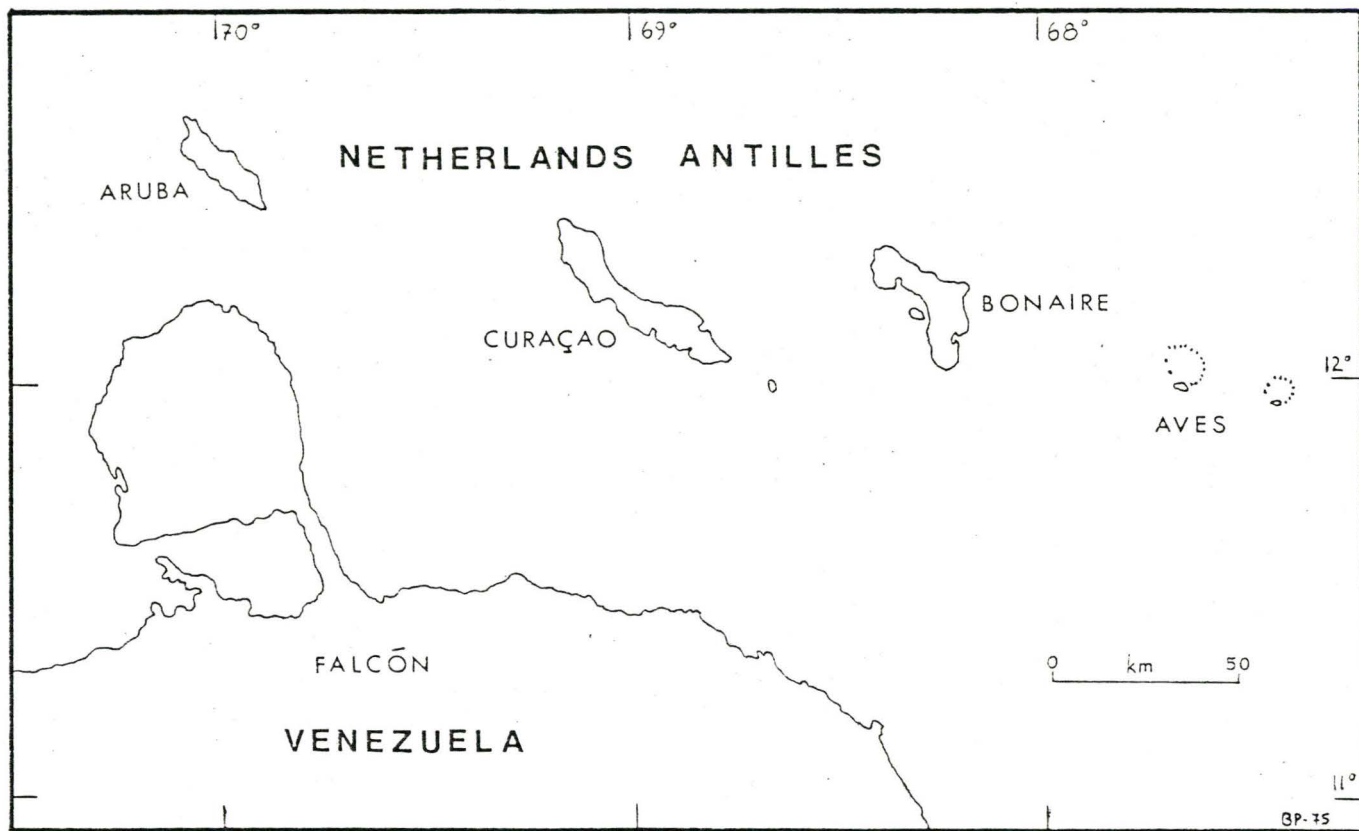 70° 69° 68°
NETHERLANDS ANTILLES
ARUBA
BONAIRE
CURAÇAO
12°
AVES
FALCÓN
0 km 50
VENEZUELA
11°
BP-75